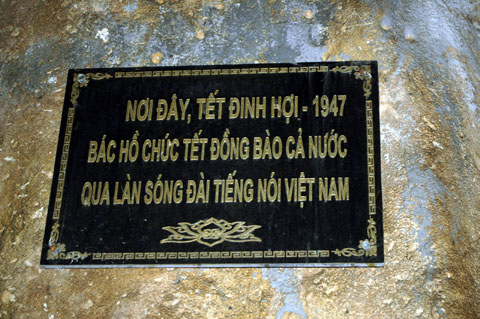 NƠI ĐÂY, TẾT ĐINH HỢI - 1947
BÁC HỒ CHÚC TẾT ĐỒNG BÀO CẢ NƯỚC
QUA LÀN SÓNG ĐÀI TIẾNG NÓI VIỆT NAM